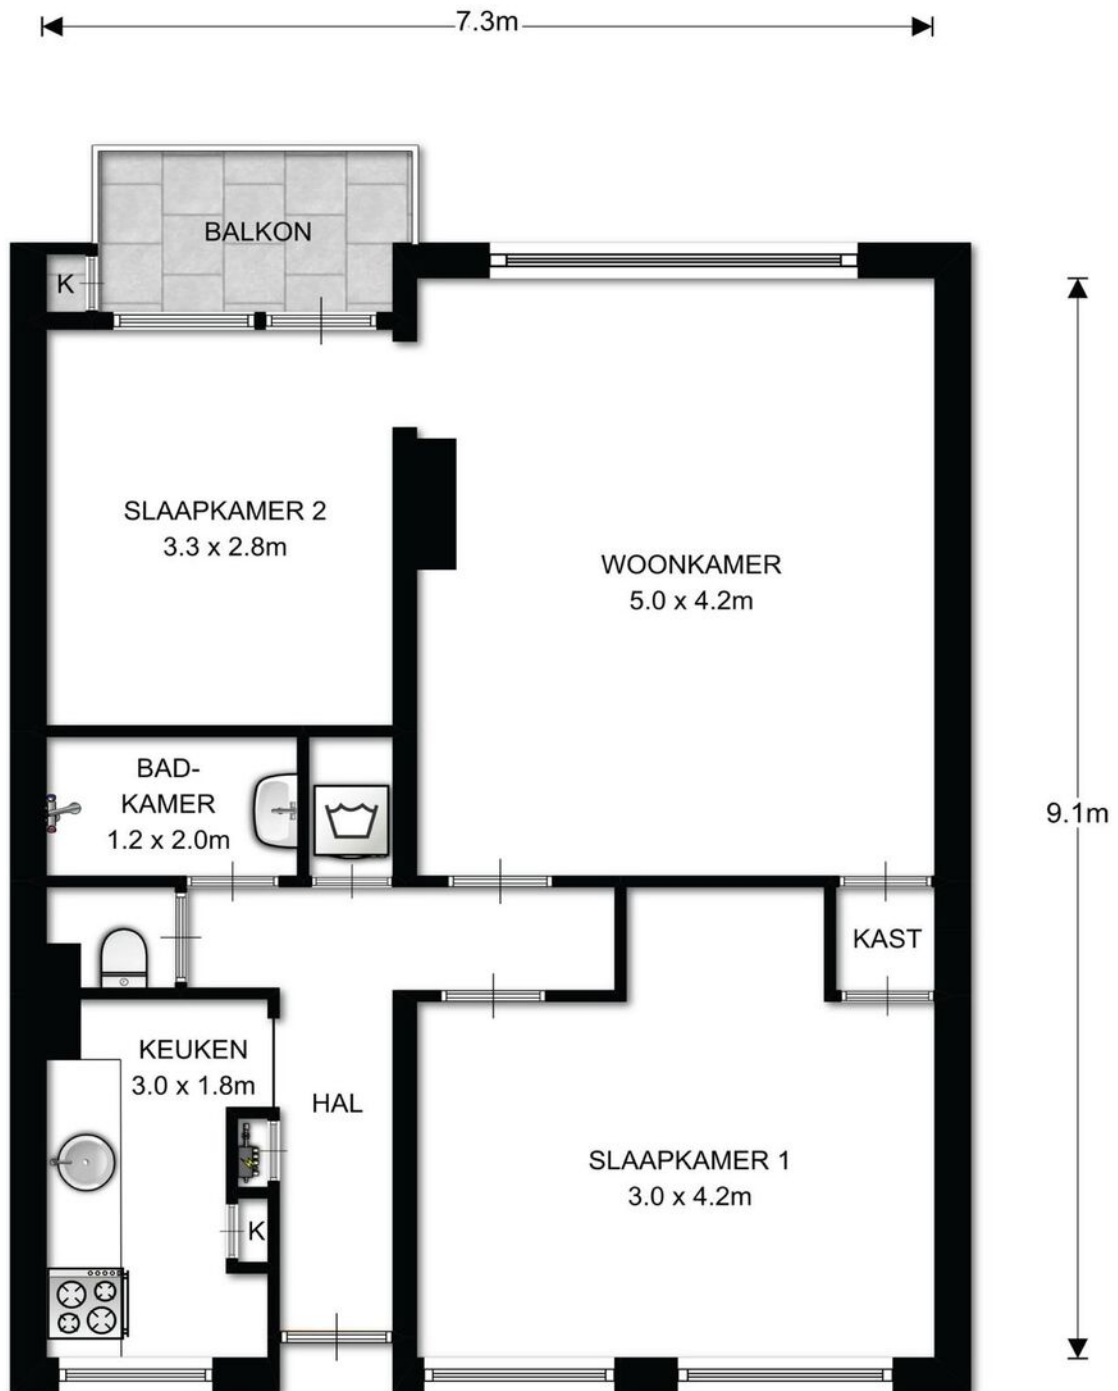 7.3m
BALKON
K
SLAAPKAMER 2
3.3 x 2.8m
WOONKAMER
5.0 x 4.2m
BAD-
KAMER
1.2 x 2.0m
9.1m
KAST
KEUKEN
3.0 x 1.8m
HAL
SLAAPKAMER 1
3.0 x 4.2m
K